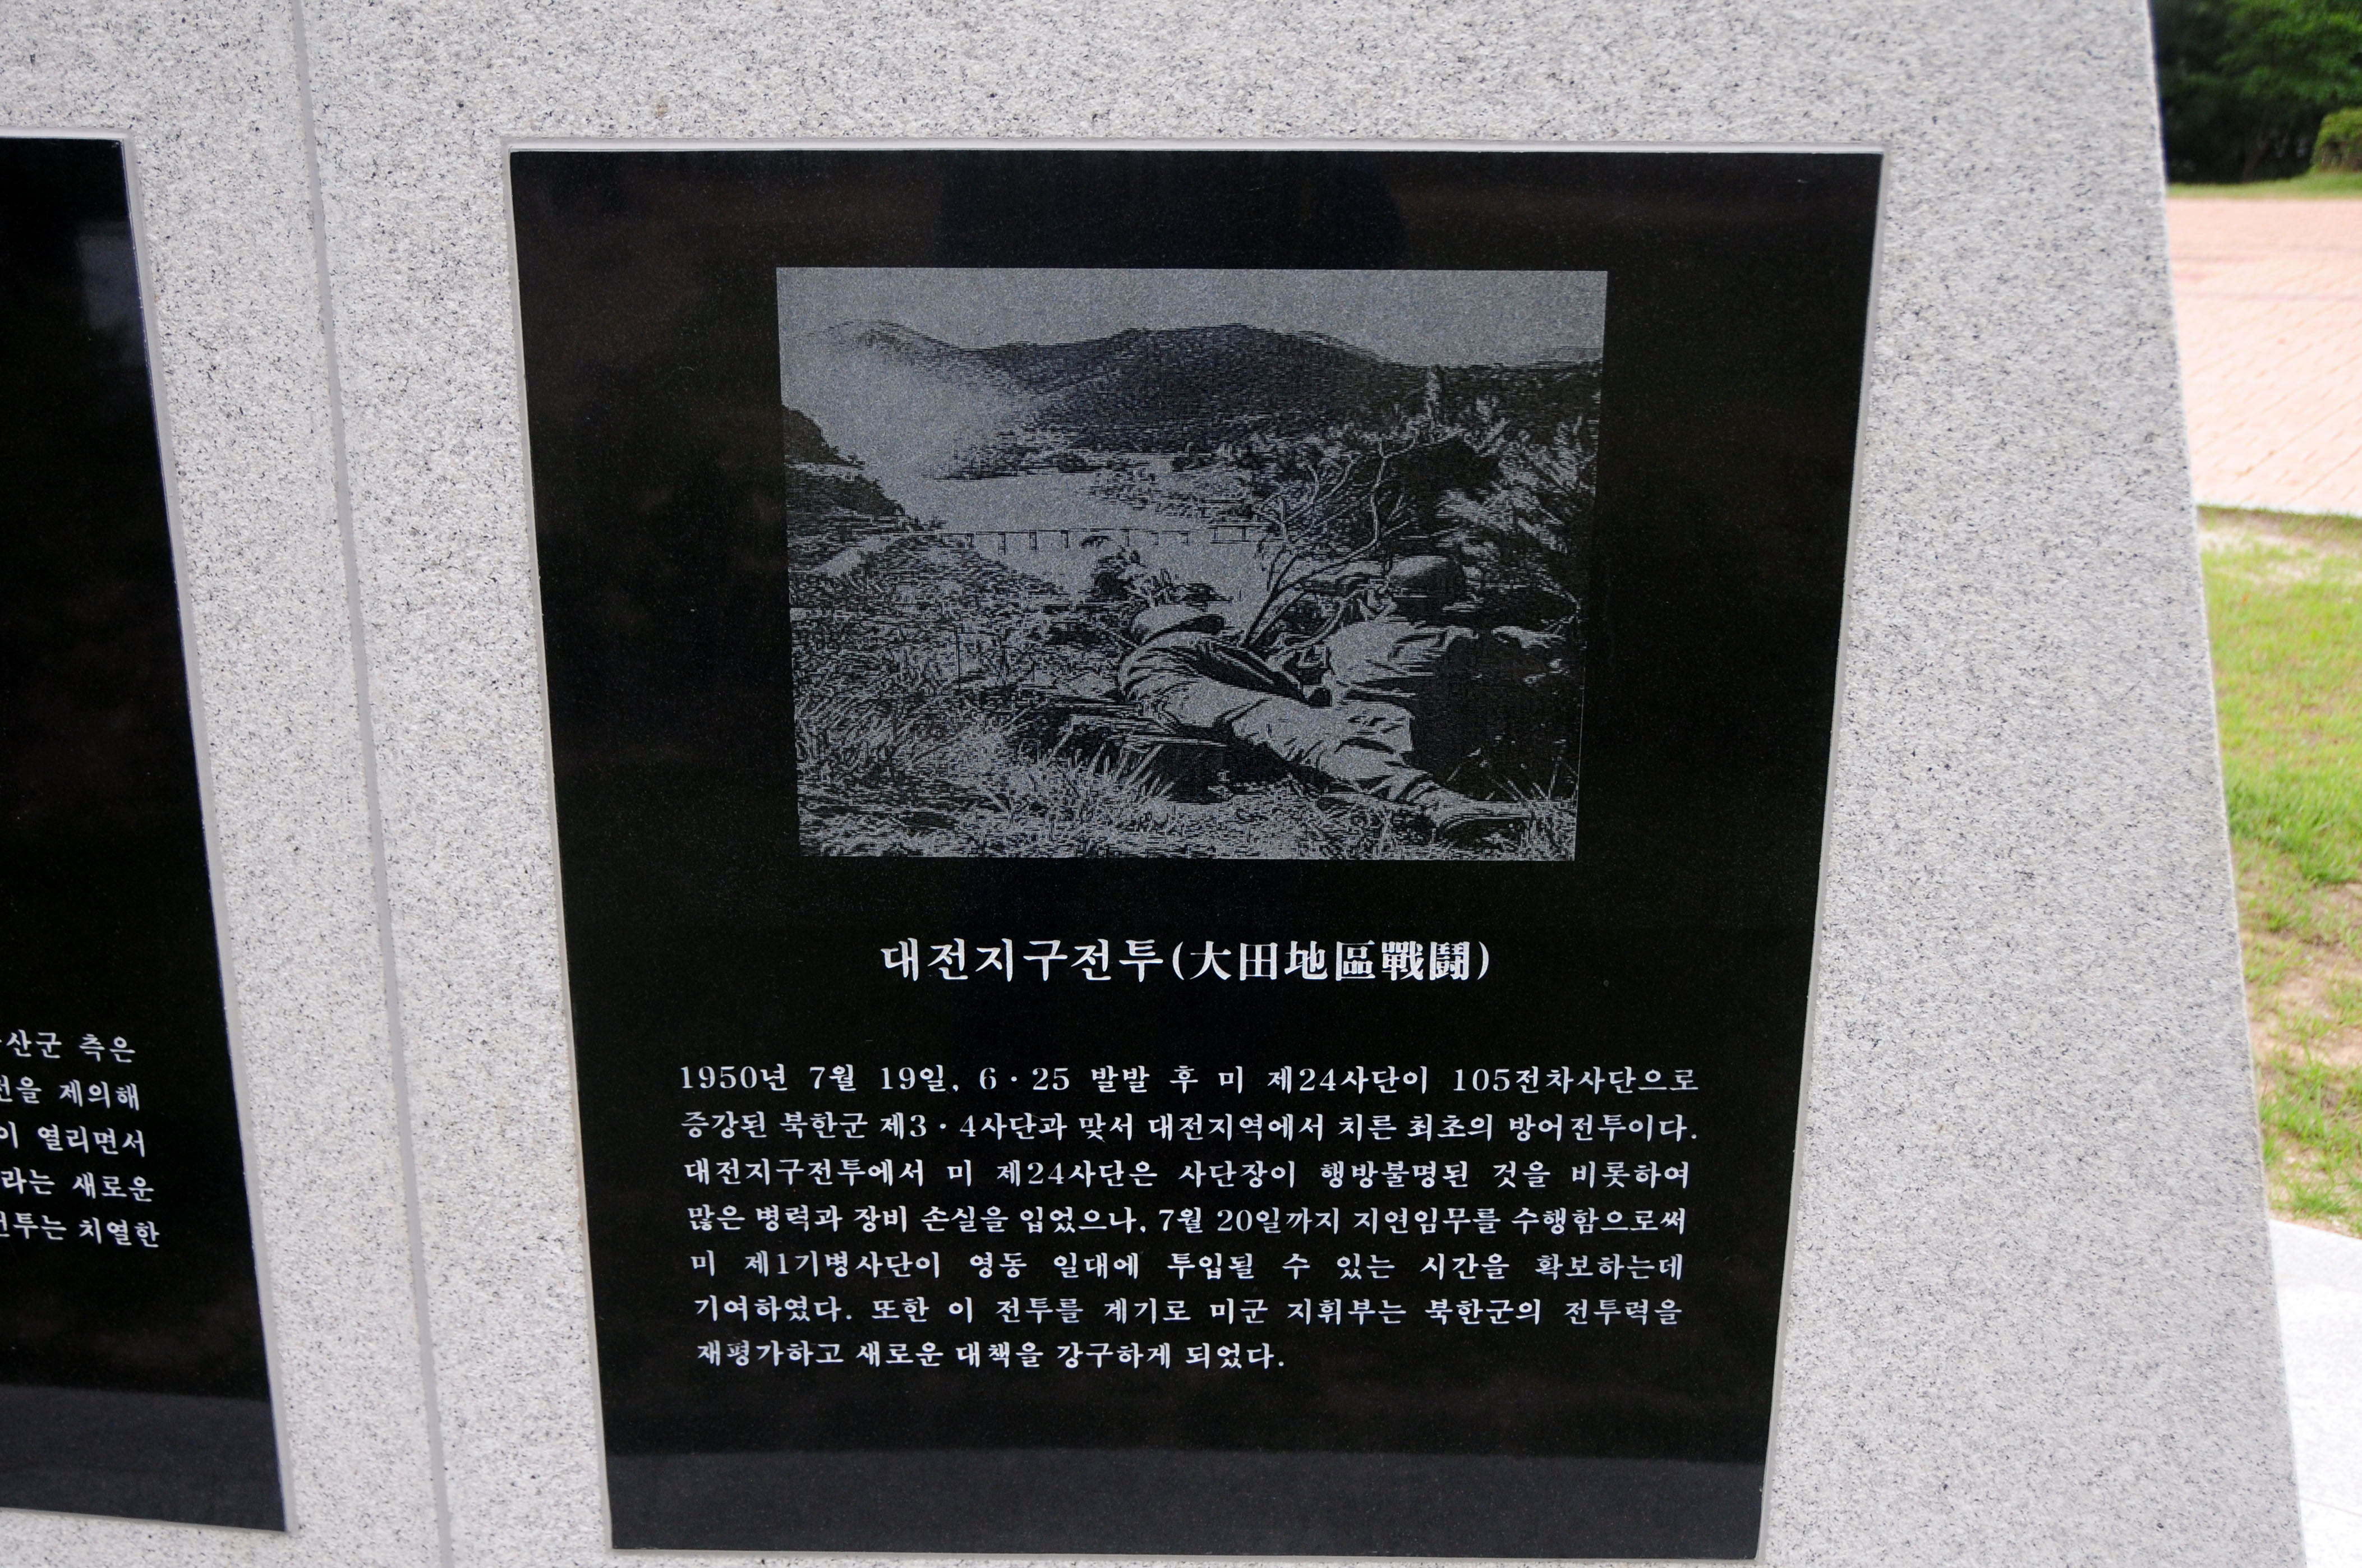 산군 측은
을 제의해
이 열리면서
라는 새로운
전투는 치열한
대전지구전투(大田地區戰鬪)
1950년 7월 19일, 6·25 발발 후 미 제24사단이 105전차사단으로
증강된 북한군 제3·4사단과 맞서 대전지역에서 치른 최초의 방어전투이다.
대전지구전투에서 미 제24사단은 사단장이 행방불명된 것을 비롯하여
많은 병력과 장비 손실을 입었으나, 7월 20일까지 지연임무를 수행함으로써
미 제1기병사단이 영동 일대에 투입될 수 있는 시간을 확보하는데
기여하였다. 또한 이 전투를 계기로 미군 지휘부는 북한군의 전투력을
재평가하고 새로운 대책을 강구하게 되었다.